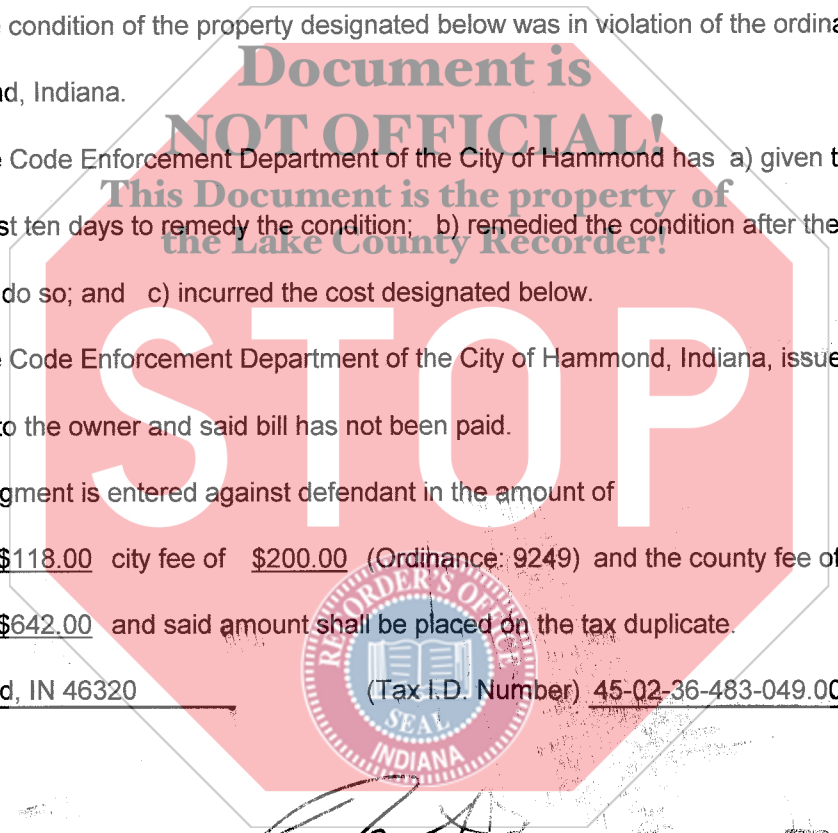 condition of the property designated below was in violation of the
Document is
Indiana.
NOT OFFICIAL!
Code Enforcement Department of the City of Hammond has a) given
This Document is the property of
ten days to remedy the condition; b) remedied the condition after the
the Lake County Recorder!
do so; and c) incurred the cost designated below.
STOP
Code Enforcement Department of the City of Hammond, Indiana,
to the owner and said bill has not been paid.
is entered against defendant in the amount of
$118.00 city fee of $200.00 (Ordinance: 9249) and the county fee of
$642.00 and said amount shall be placed on the tax duplicate.
IN 46320 (Tax I.D. Number) 45-02-36-483-049.00
RECORDER'S OFFICE
SEAL
INDIANA